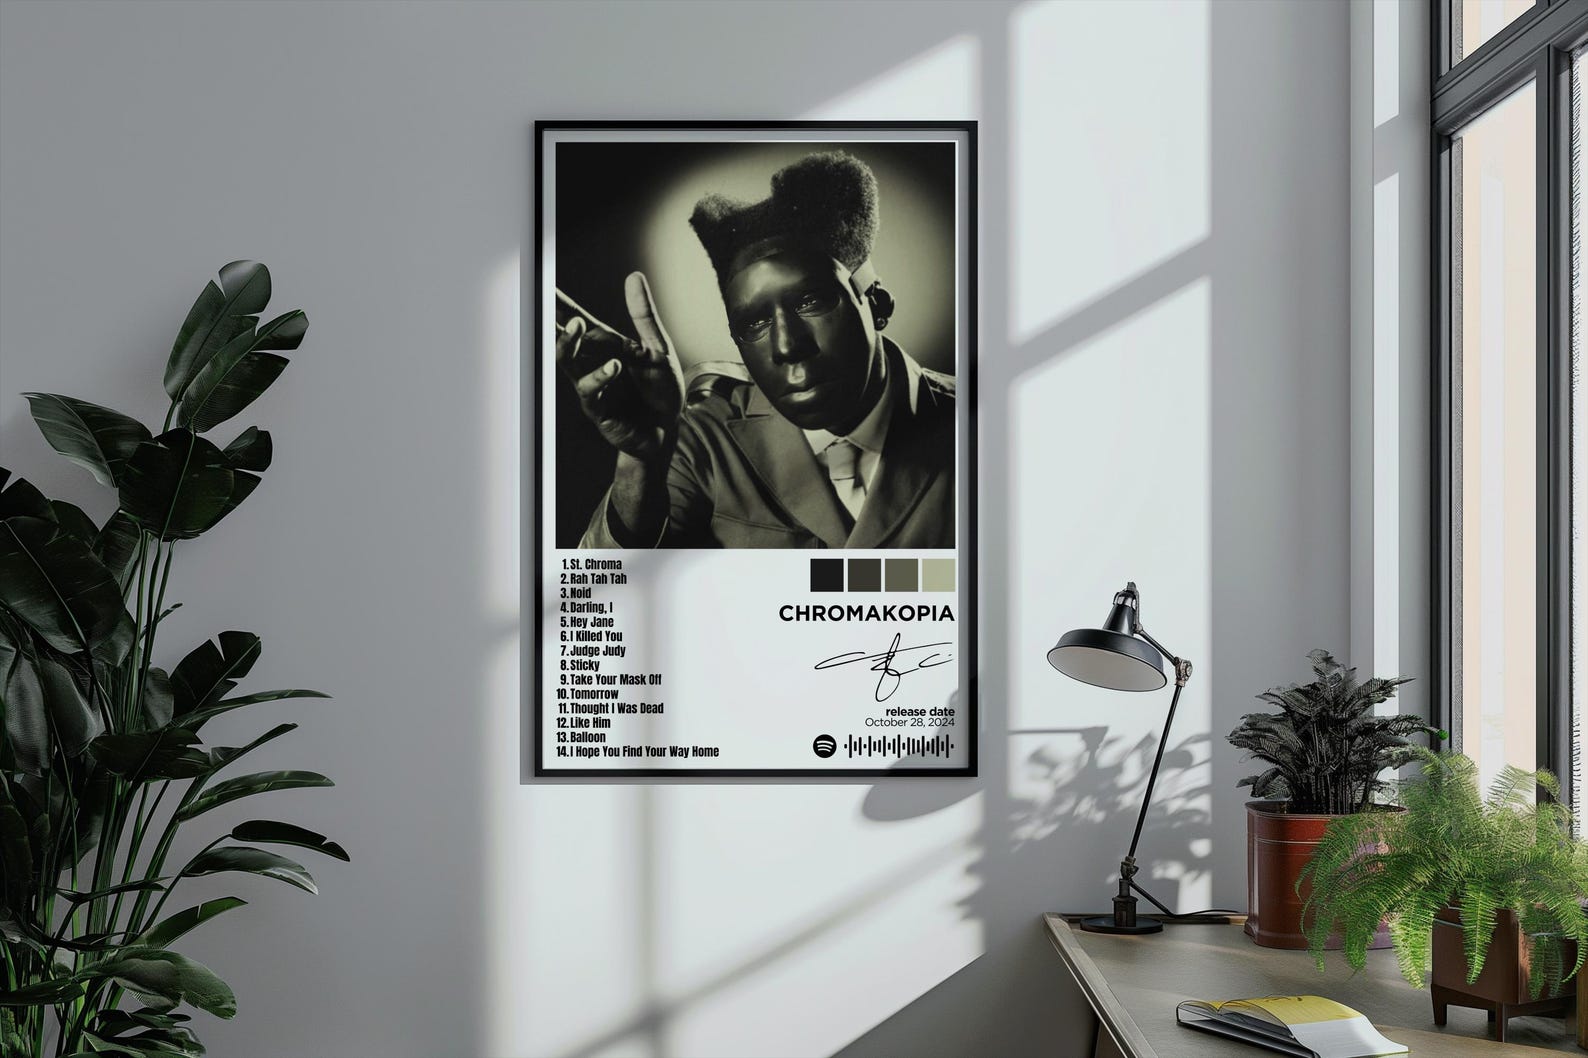 1. St. Chroma
2. Rah Tah Tah
3. Noid
4. Darling, I
5. Hey Jane
6. I Killed You
7. Judge Judy
8. Sticky
9. Take Your Mask Off
10. Tomorrow
11. Thought I Was Dead
12. Like Him
13. Balloon
14. I Hope You Find Your Way Home
CHROMAKOPIA
release date
October 28, 2024